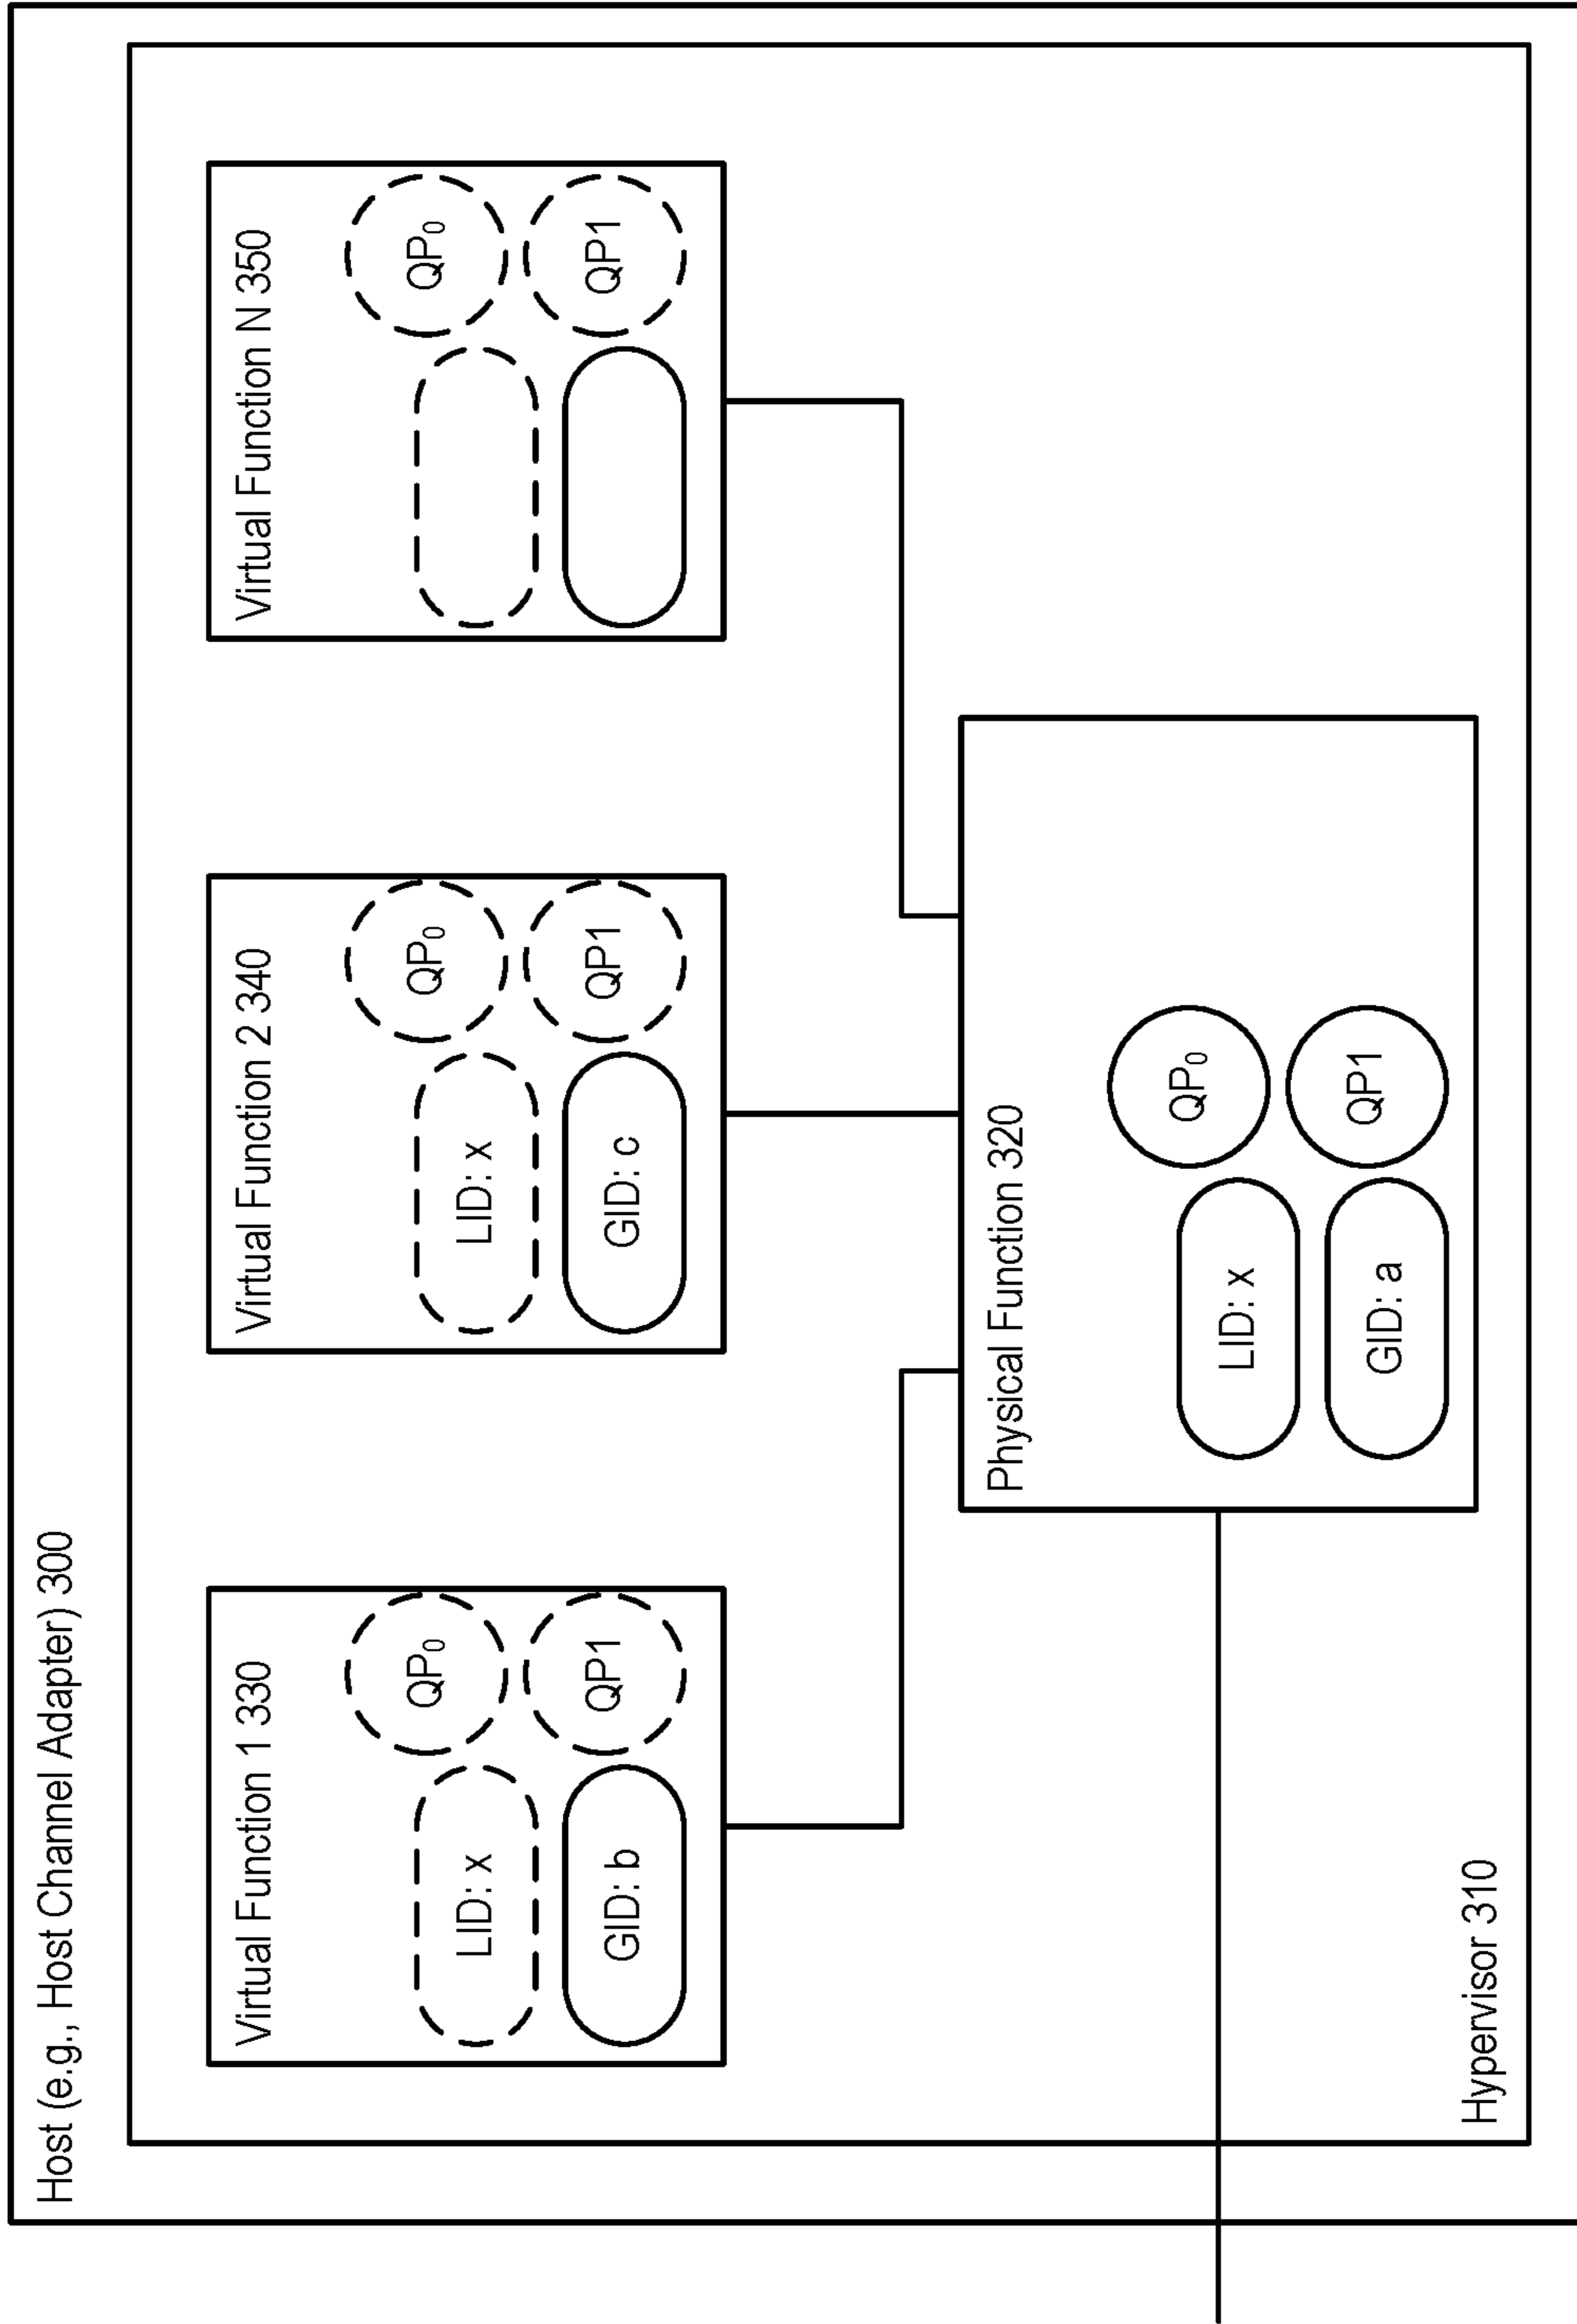 Host (e.g., Host Channel Adapter) 300
Virtual Function 1 330
LID: x
QP0
GID: b
QP1
Virtual Function 2 340
LID: x
QP0
GID: c
QP1
Virtual Function N 350
QP0
QP1
Physical Function 320
LID: x
QP0
GID: a
QP1
Hypervisor 310